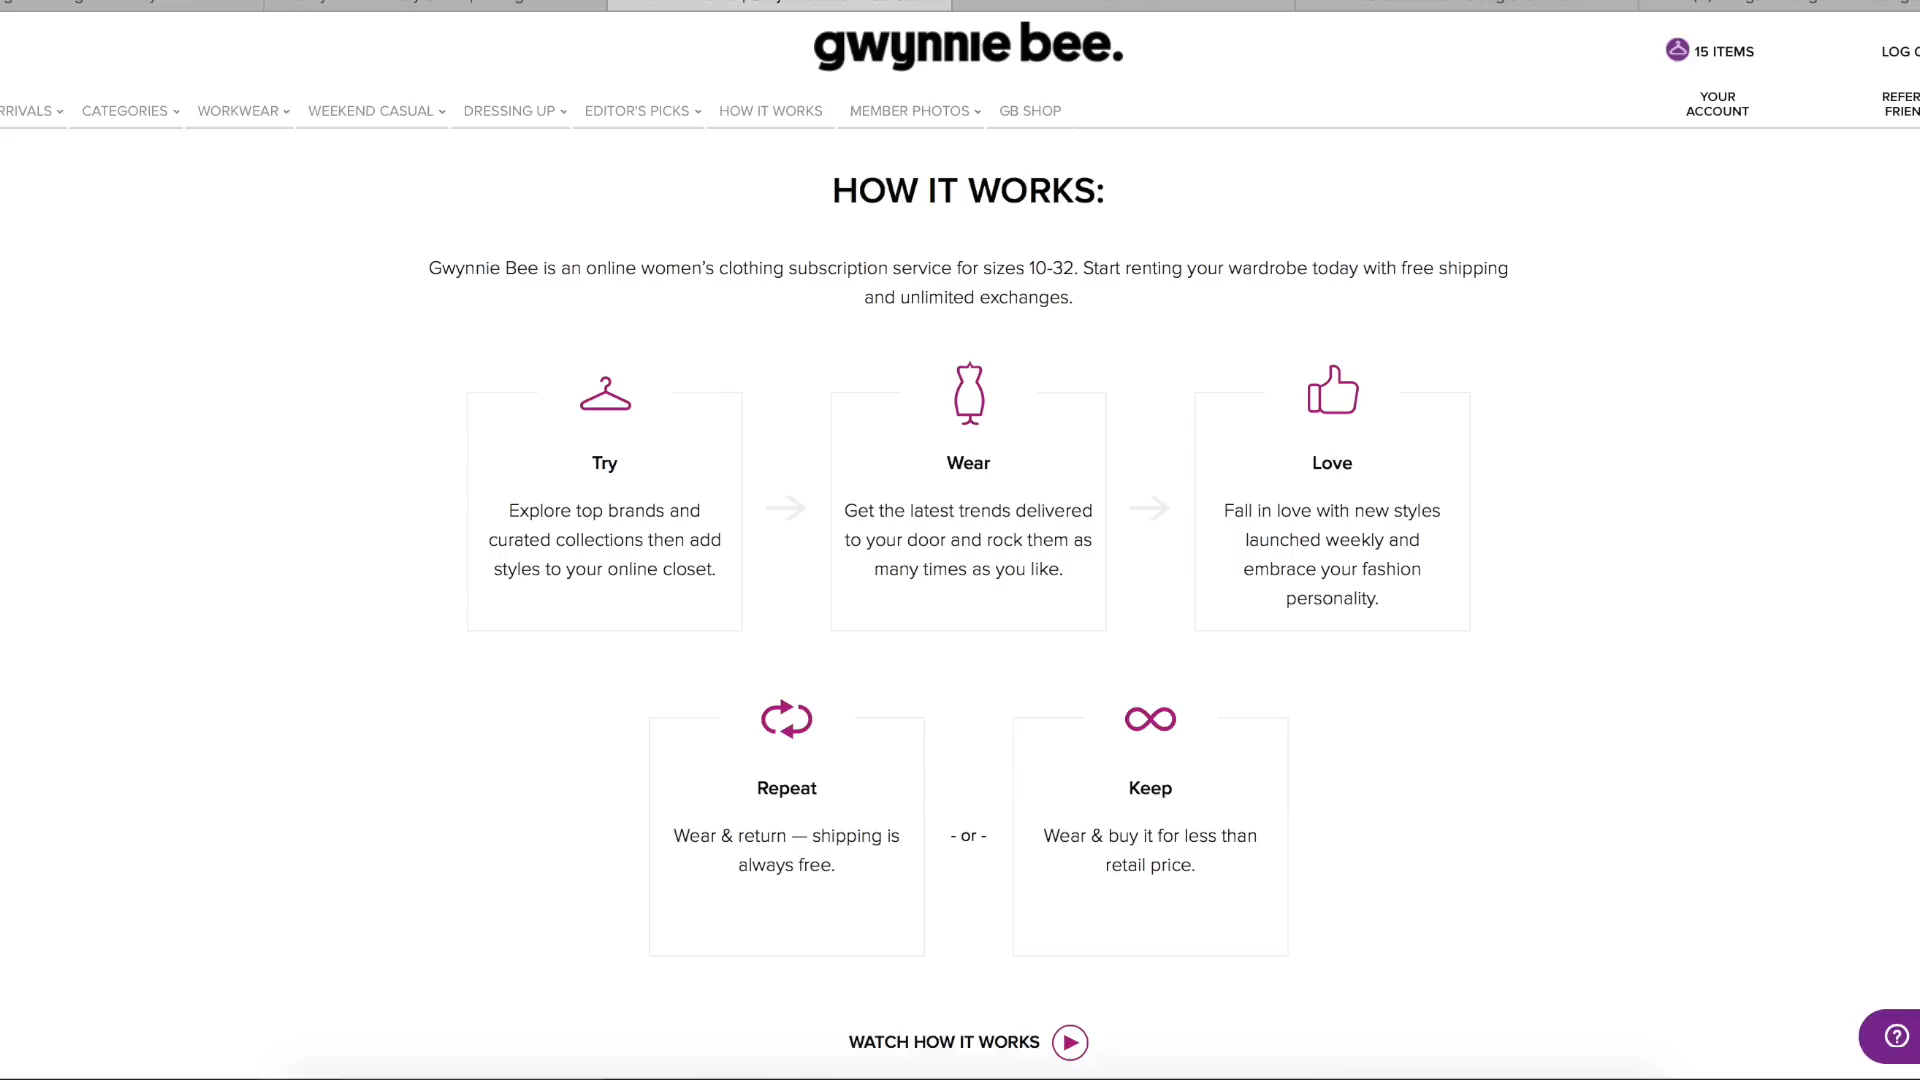 gwynnie bee.
15 ITEMS
LOG
CATEGORIES WORKWEAR WEEKEND CASUAL DRESSING UP EDITOR'S PICKS HOW IT WORKS MEMBER PHOTOS GB SHOP
YOUR
ACCOUNT
HOW IT WORKS:
Gwynnie Bee is an online women’s clothing subscription service for sizes 10-32. Start renting your wardrobe today with free shipping
and unlimited exchanges.
Try
Explore top brands and
curated collections then add
styles to your online closet.
Wear
Get the latest trends delivered
to your door and rock them as
many times as you like.
Love
Fall in love with new styles
launched weekly and
embrace your fashion
personality.
Repeat
Wear & return — shipping is
always free.
- or -
Keep
Wear & buy it for less than
retail price.
WATCH HOW IT WORKS